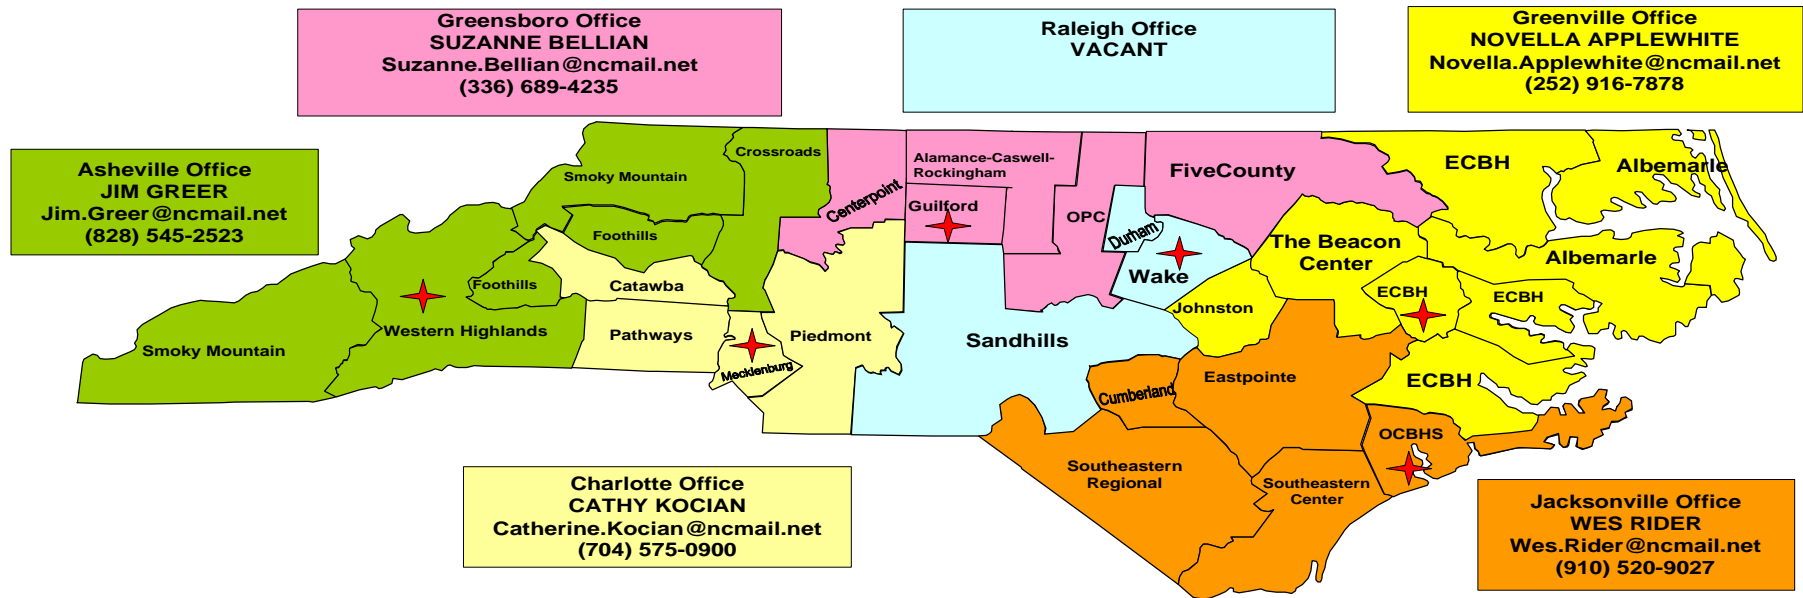 Greensboro Office
SUZANNE BELLIAN
Suzanne.Bellian@ncmail.net
(336) 689-4235
Raleigh Office
VACANT
Greenville Office
NOVELLA APPLEWHITE
Novella.Applewhite@ncmail.net
(252) 916-7878
Asheville Office
JIM GREER
Jim.Greer@ncmail.net
(828) 545-2523
Smoky Mountain
Crossroads
Centerpoint
Alamance-Caswell-
Rockingham
Guilford
OPC
Durham
FiveCounty
Wake
ECBH
Albemarle
Albemarle
The Beacon
Center
ECBH
ECBH
Johnston
Foothills
Foothills
Catawba
Western Highlands
Smoky Mountain
Pathways
Mecklenburg
Piedmont
Sandhills
Cumberland
Eastpointe
ECBH
OCBHS
Southeastern
Regional
Southeastern
Center
Charlotte Office
CATHY KOCIAN
Catherine.Kocian@ncmail.net
(704) 575-0900
Jacksonville Office
WES RIDER
Wes.Rider@ncmail.net
(910) 520-9027